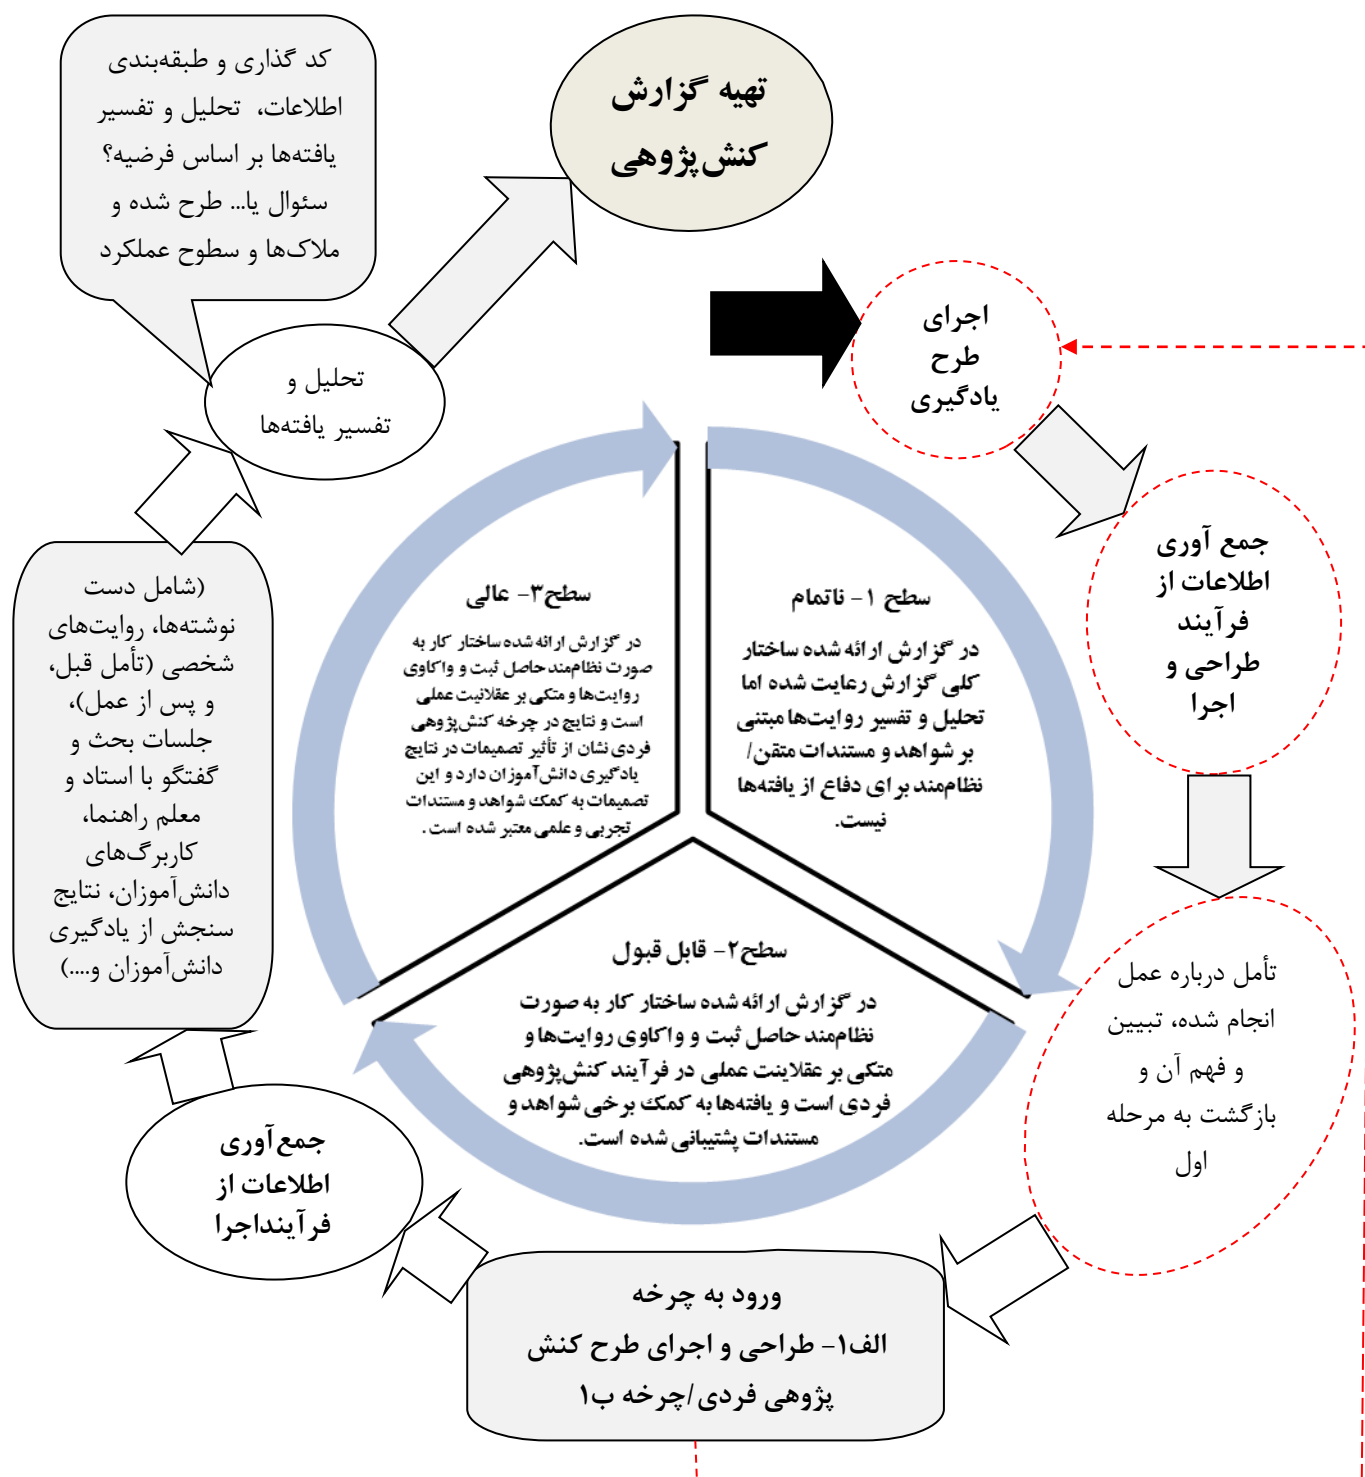 تهیه گزارش
کنش‌پژوهی
اجرای
طرح
یادگیری
جمع آوری
اطلاعات از
فرآیند
طراحی و
اجرا
تأمل درباره عمل
انجام شده، تبیین
و فهم آن و
بازگشت به مرحله
اول
ورود به چرخه
الف۱- طراحی و اجرای طرح کنش
پژوهی فردی /چرخه ب۱
جمع‌آوری
اطلاعات از
فرآینداجرا
(شامل دست
نوشته‌ها، روایت‌های
شخصی (تأمل قبل،
و پس از عمل)،
جلسات بحث و
گفتگو با استاد و
معلم راهنما،
کاربرگ‌های
دانش‌آموزان، نتایج
سنجش از یادگیری
دانش‌آموزان و....)
تحلیل و
تفسیر یافته‌ها
کد گذاری و طبقه‌بندی
اطلاعات، تحلیل و تفسیر
یافته‌ها بر اساس فرضیه؟
سئوال یا... طرح شده و
ملاک‌ها و سطوح عملکرد
سطح ۱- ناتمام
در گزارش ارائه شده ساختار
کلی گزارش رعایت شده اما
تحلیل و تفسیر روایت‌ها مبتنی
بر شواهد و مستندات متقن/
نظام‌مند برای دفاع از یافته‌ها
نیست.
سطح۲- قابل قبول
در گزارش ارائه شده ساختار کار به صورت
نظام‌مند حاصل ثبت و واکاوی روایت‌ها و
متکی بر عقلاینت عملی در فرآیند کنش‌پژوهی
فردی است و یافته‌ها به کمک برخی شواهد و
مستندات پشتیبانی شده است.
سطح۳- عالی
در گزارش ارائه شده ساختار کار به
صورت نظام‌مند حاصل ثبت و واکاوی
روایت‌ها و متکی بر عقلانیت عملی
است و نتایج در چرخه کنش‌پژوهی
فردی نشان از تأثیر تصمیمات در نتایج
یادگیری دانش‌آموزان دارد و این
تصمیمات به کمک شواهد و مستندات
تجربی و علمی معتبر شده است .